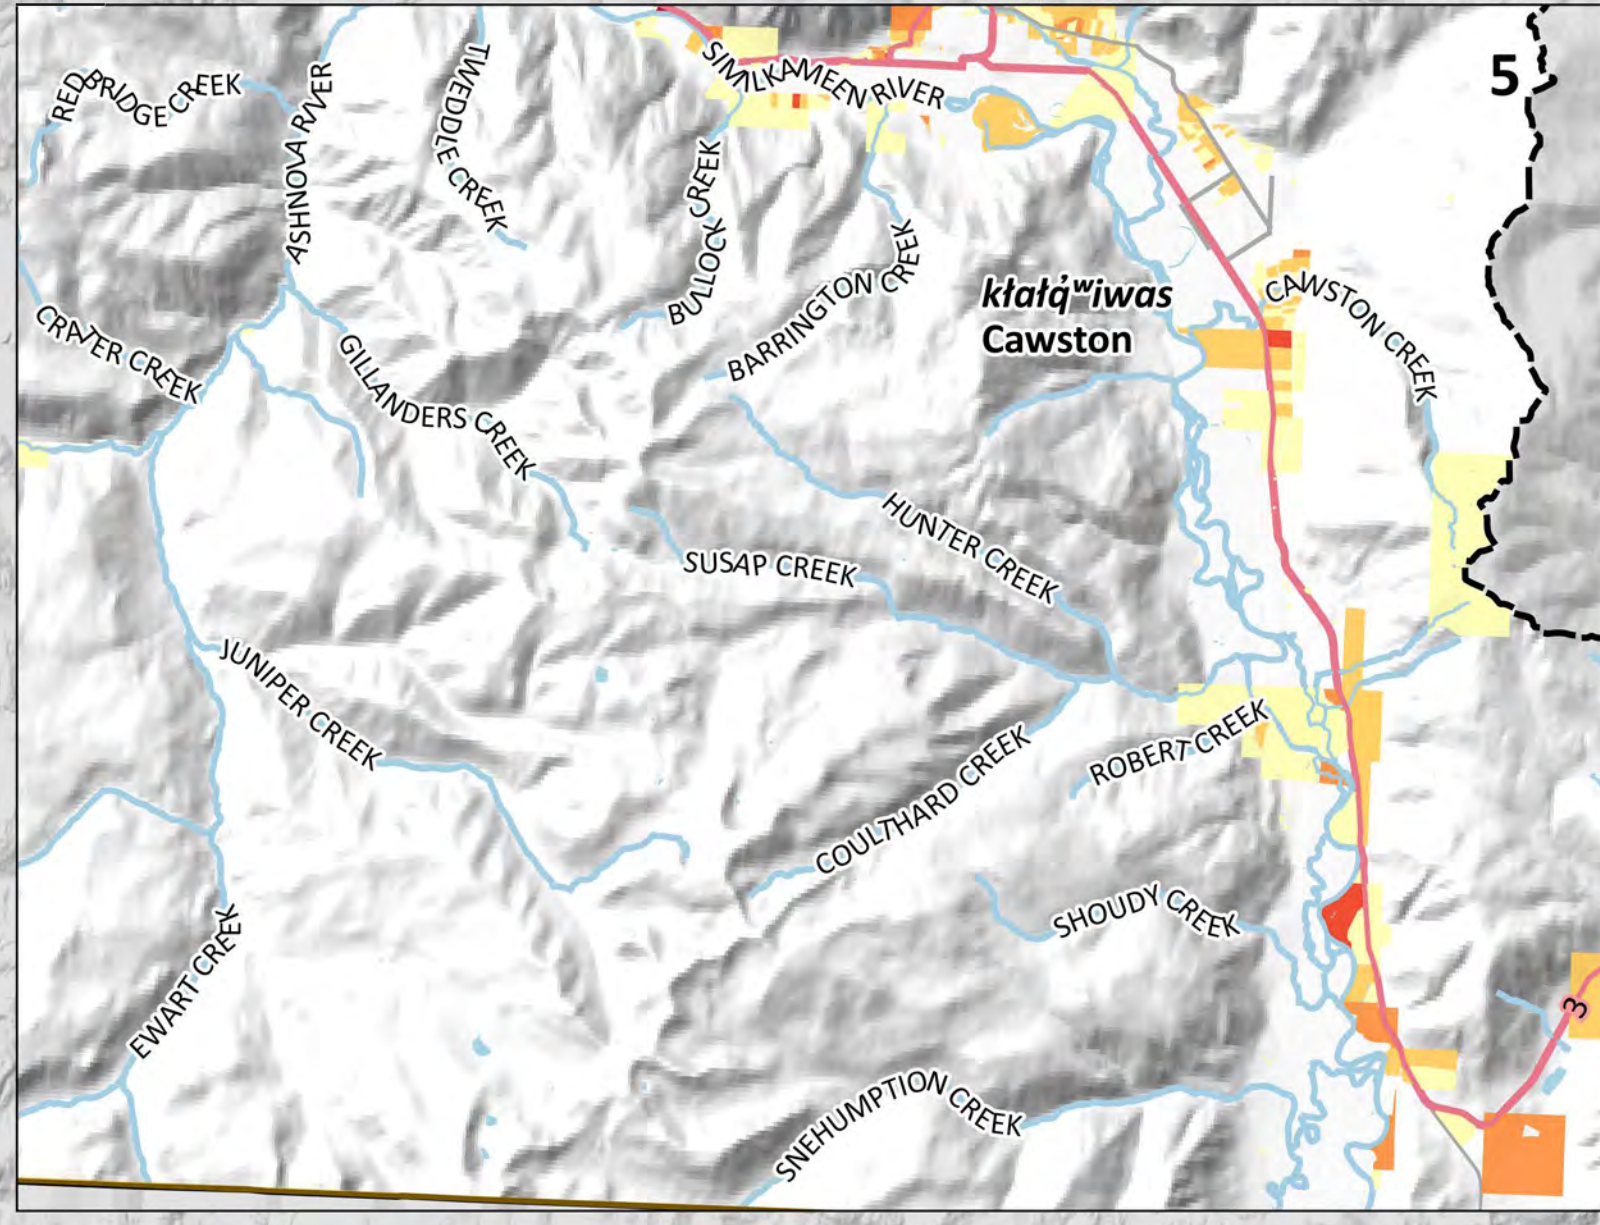 5
RED BRIDGE CREEK
ASHNOLA RIVER
TWEDDLE CREEK
SIMILKAMEEN RIVER
BULLOCK CREEK
BARRINGTON CREEK
kłałq̓ʷiwas
Cawston
CAWSTON CREEK
CRATER CREEK
GILLANDERS CREEK
HUNTER CREEK
SUSAP CREEK
JUNIPER CREEK
ROBERT CREEK
COULTHARD CREEK
SHOUDY CREEK
EWART CREEK
3
SNEHUMPTION CREEK